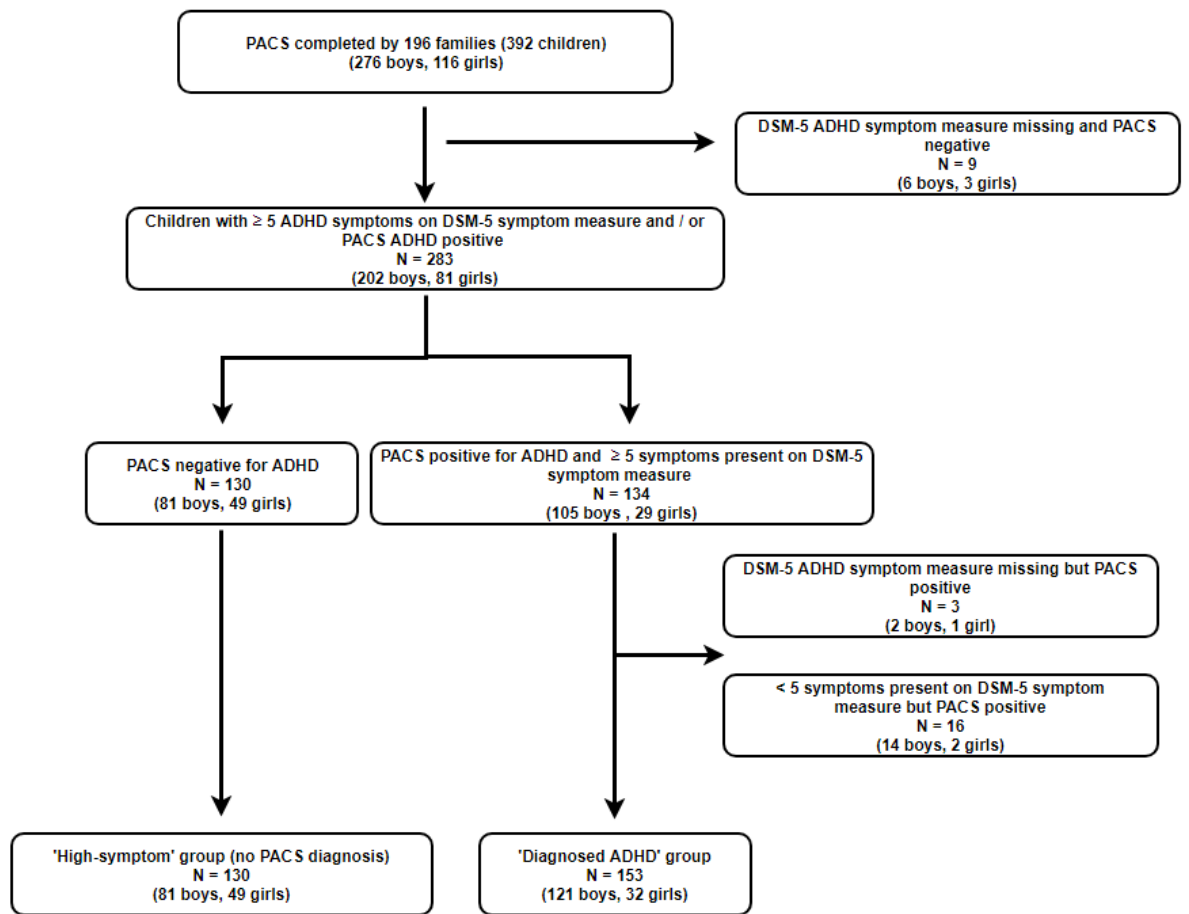 PACS completed by 196 families (392 children)
(276 boys, 116 girls)
DSM-5 ADHD symptom measure missing and PACS
negative
N = 9
(6 boys, 3 girls)
Children with ≥ 5 ADHD symptoms on DSM-5 symptom measure and / or
PACS ADHD positive
N = 283
(202 boys, 81 girls)
PACS negative for ADHD
N = 130
(81 boys, 49 girls)
PACS positive for ADHD and ≥ 5 symptoms present on DSM-5
symptom measure
N = 134
(105 boys , 29 girls)
DSM-5 ADHD symptom measure missing but PACS
positive
N = 3
(2 boys, 1 girl)
< 5 symptoms present on DSM-5 symptom
measure but PACS positive
N = 16
(14 boys, 2 girls)
'High-symptom' group (no PACS diagnosis)
N = 130
(81 boys, 49 girls)
'Diagnosed ADHD' group
N = 153
(121 boys, 32 girls)